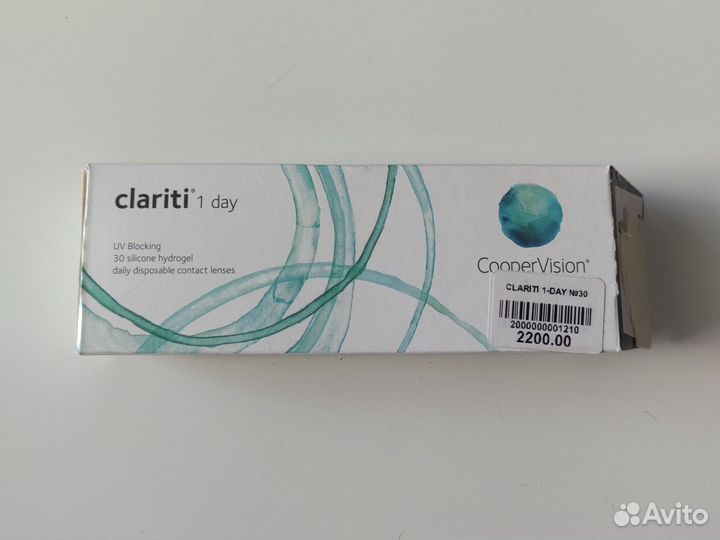 clariti® 1 day
UV Blocking
30 silicone hydrogel
daily disposable contact lenses
CooperVision®
CLARITI 1-DAY №30
2000000001210
2200.00
Avito